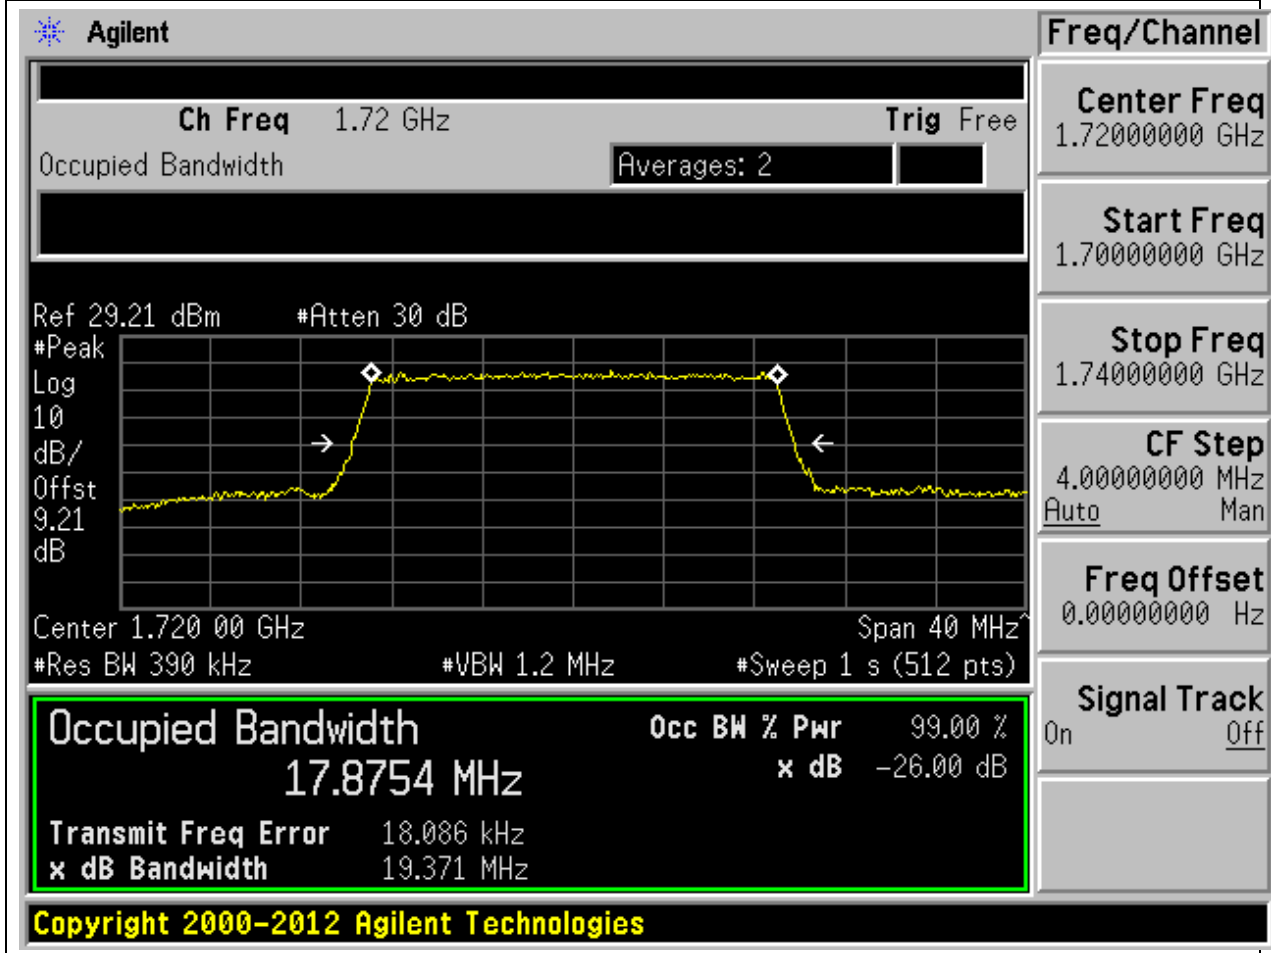 Agilent
Freq/Channel
Ch Freq 1.72 GHz Trig Free
Occupied Bandwidth Averages: 2
Center Freq
1.72000000 GHz
Start Freq
1.70000000 GHz
Stop Freq
1.74000000 GHz
CF Step
4.00000000 MHz
Auto Man
Freq Offset
0.00000000 Hz
Signal Track
On Off
Ref 29.21 dBm #Atten 30 dB
#Peak
Log
10
dB/
Offst
9.21
dB
Center 1.720 00 GHz Span 40 MHz^
#Res BW 390 kHz #VBW 1.2 MHz #Sweep 1 s (512 pts)
Occupied Bandwidth Occ BW % Pwr 99.00 %
17.8754 MHz x dB -26.00 dB
Transmit Freq Error 18.086 kHz
x dB Bandwidth 19.371 MHz
Copyright 2000-2012 Agilent Technologies